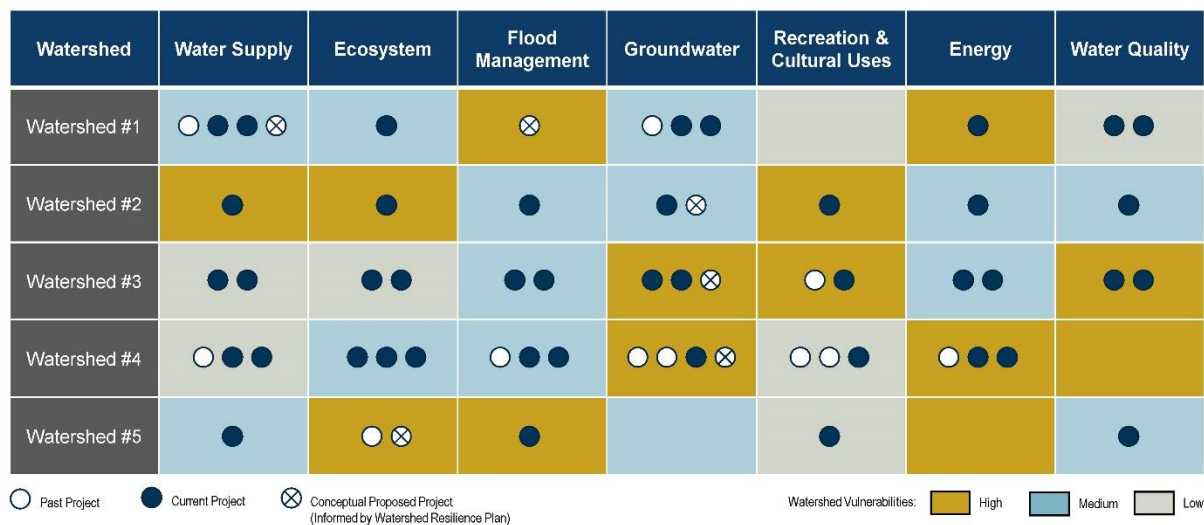 Watershed
Water Supply
Ecosystem
Flood
Management
Groundwater
Recreation &
Cultural Uses
Energy
Water Quality
Watershed #1
Watershed #2
Watershed #3
Watershed #4
Watershed #5
Past Project
Current Project
Conceptual Proposed Project
(Informed by Watershed Resilience Plan)
Watershed Vulnerabilities:
High
Medium
Low